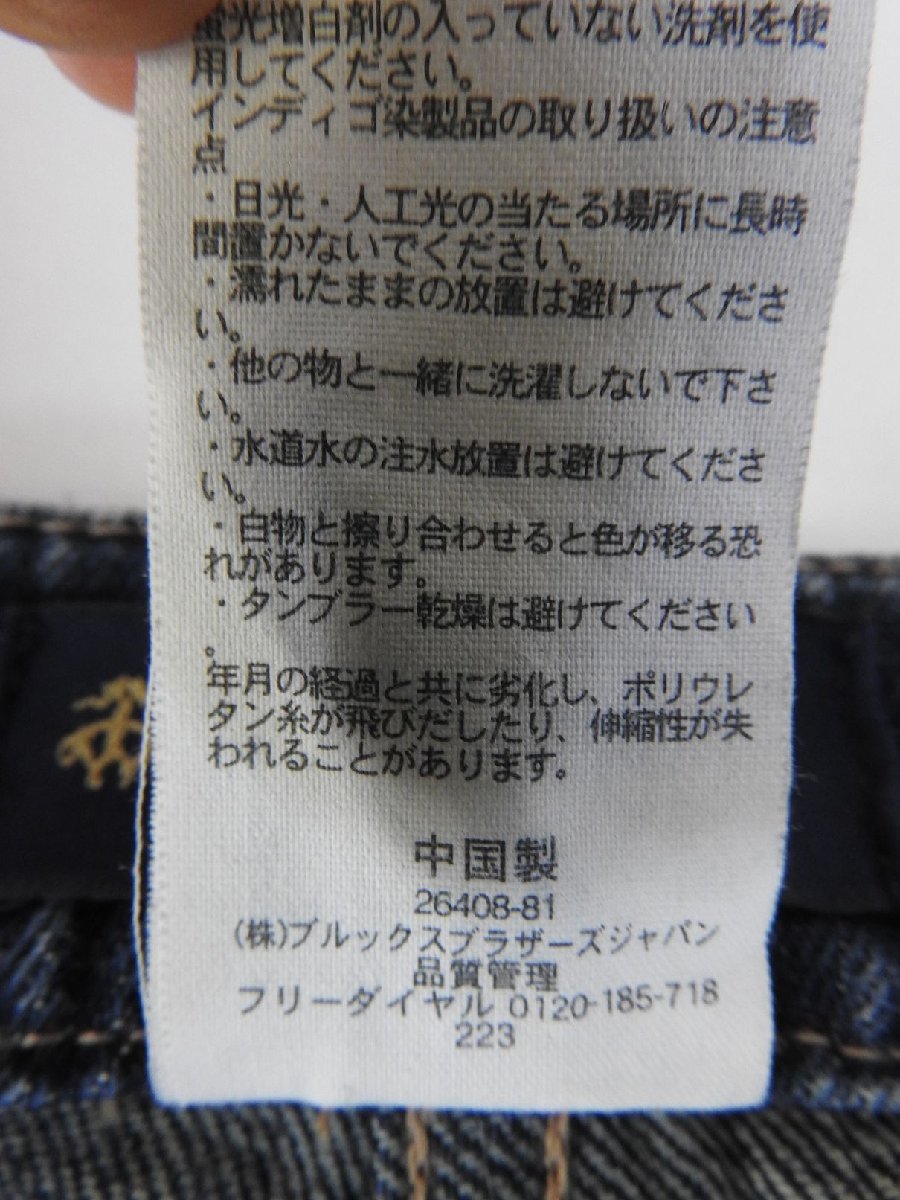 蛍光増白剤の入っていない洗剤を使
用してください。
インディゴ染製品の取り扱いの注意
点
・日光・人工光の当たる場所に長時
間置かないでください。
・濡れたままの放置は避けてくださ
い。
・他の物と一緒に洗濯しないで下さ
い。
・水道水の注水放置は避けてくださ
い。
・白物と擦り合わせると色が移る恐
れがあります。
・タンブラー乾燥は避けてください
。
年月の経過と共に劣化し、ポリウレ
タン糸が飛びだしたり、伸縮性が失
われることがあります。
中国製
26408-81
(株)ブルックスブラザーズジャパン
品質管理
フリーダイヤル 0120-185-718
223